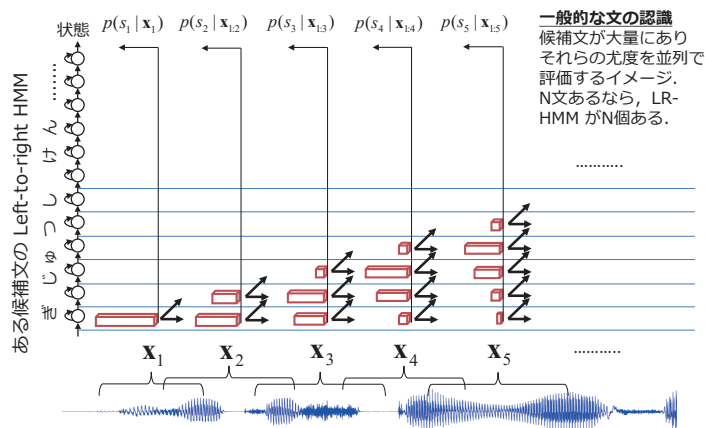 状態
p(s₁ | x₁)
p(s₂ | x₁:₂)
p(s₃ | x₁:₃)
p(s₄ | x₁:₄)
p(s₅ | x₁:₅)
一般的な文の認識
候補文が大量にあり
それらの尤度を並列で
評価するイメージ.
N文あるなら，LR-
HMM がN個ある.
ある候補文の Left-to-right HMM
ぎ じゅ つ し け ん ……
………..
x₁
x₂
x₃
x₄
x₅
………..